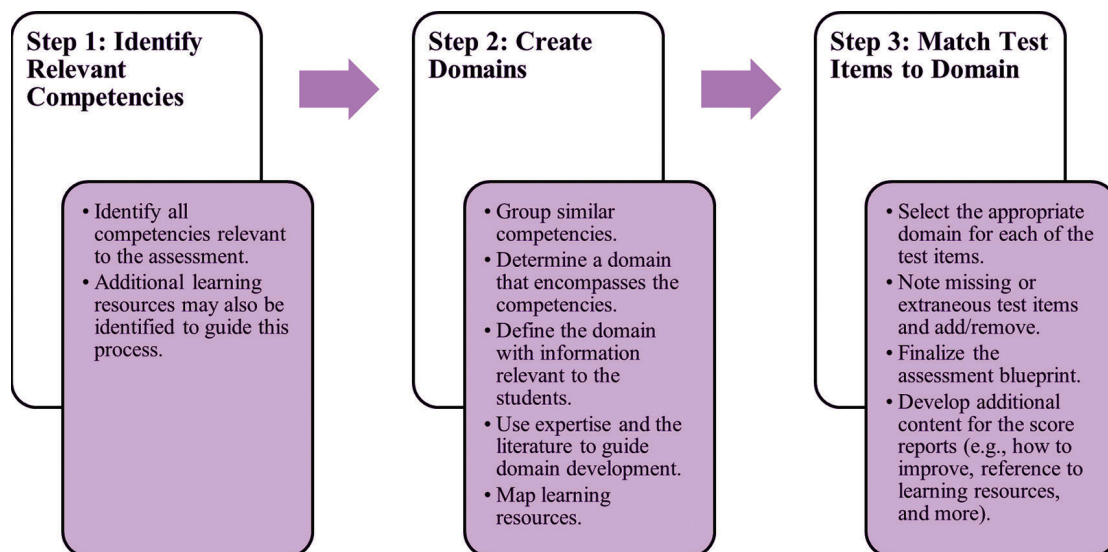 Step 1: Identify
Relevant
Competencies
• Identify all
competencies relevant
to the assessment.
• Additional learning
resources may also be
identified to guide this
process.
Step 2: Create
Domains
• Group similar
competencies.
• Determine a domain
that encompasses the
competencies.
• Define the domain
with information
relevant to the
students.
• Use expertise and the
literature to guide
domain development.
• Map learning
resources.
Step 3: Match Test
Items to Domain
• Select the appropriate
domain for each of the
test items.
• Note missing or
extraneous test items
and add/remove.
• Finalize the
assessment blueprint.
• Develop additional
content for the score
reports (e.g., how to
improve, reference to
learning resources,
and more).